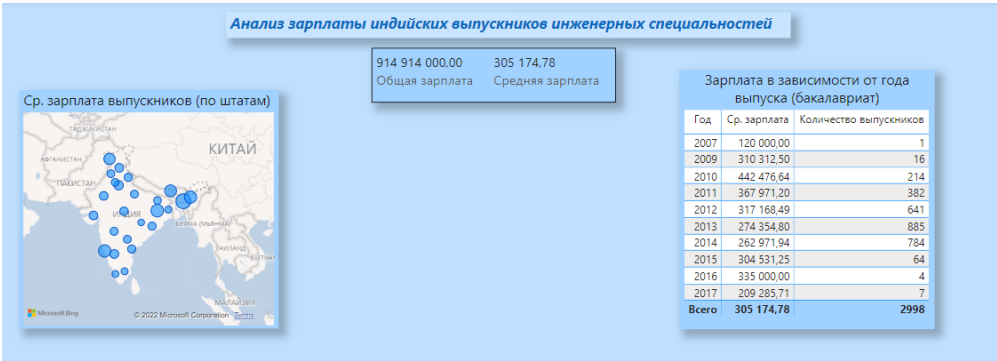 Анализ зарплаты индийских выпускников инженерных специальностей
914 914 000,00 305 174,78
Общая зарплата Средняя зарплата
Ср. зарплата выпускников (по штатам)
ТАДЖИКИСТАН
КИТАЙ
АФГАНИСТАН
ПАКИСТАН
ИНДИЯ
БИРМА (МЬЯНМА)
ТАИЛАНД
ВЬЕТНАМ
МАЛАЙЗИЯ
Microsoft Bing © 2022 Microsoft Corporation Terms
Зарплата в зависимости от года
выпуска (бакалавриат)
Год Ср. зарплата Количество выпускников
2007 120 000,00 1
2009 310 312,50 16
2010 442 476,64 214
2011 367 971,20 382
2012 317 168,49 641
2013 274 354,80 885
2014 262 971,94 784
2015 304 531,25 64
2016 335 000,00 4
2017 209 285,71 7
Всего 305 174,78 2998